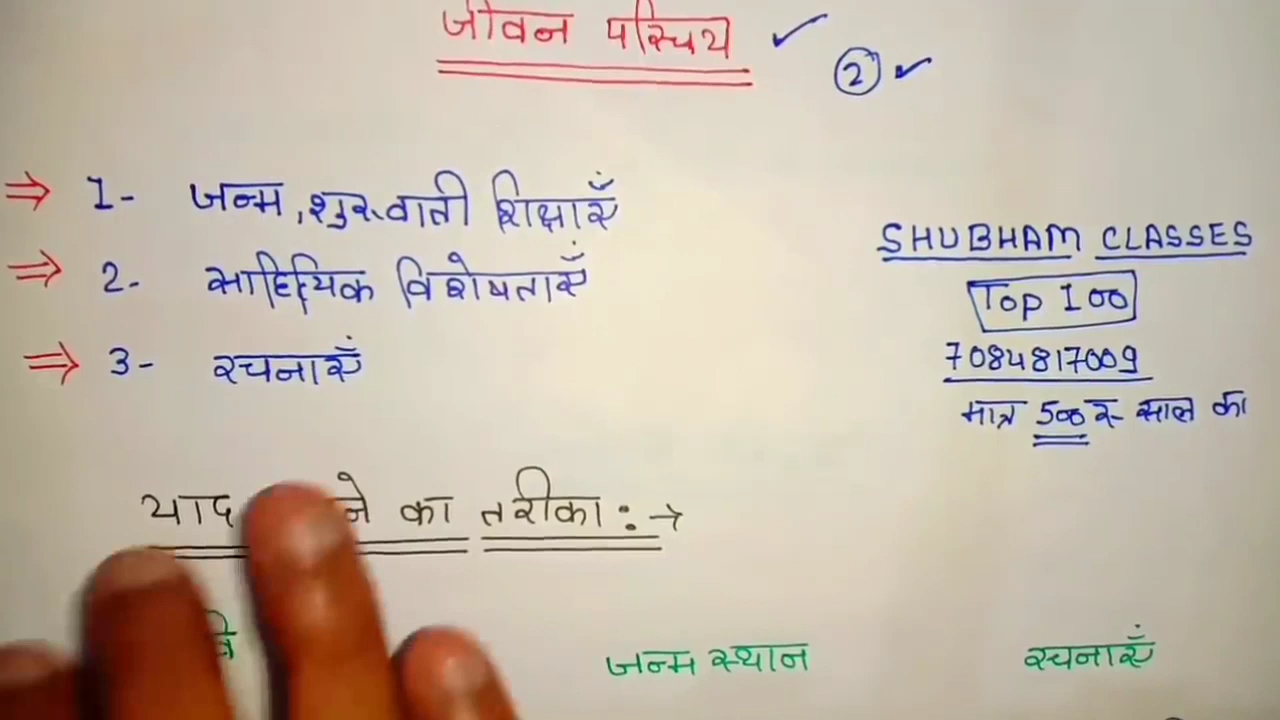 जीवन परिचय
2
1- जन्म, शुरुवाती शिक्षाएँ
2- साहित्यिक विशेषताएँ
3- रचनाएँ
SHUBHAM CLASSES
Top 100
7084817009
मात्र 500 रु साल का
याद का तरीका :→
जन्म स्थान रचनाएँ